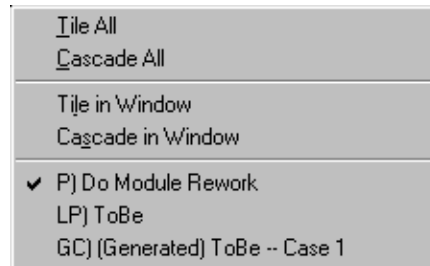 Tile All
Cascade All
Tile in Window
Cascade in Window
P) Do Module Rework
LP) ToBe
GC) (Generated) ToBe -- Case 1